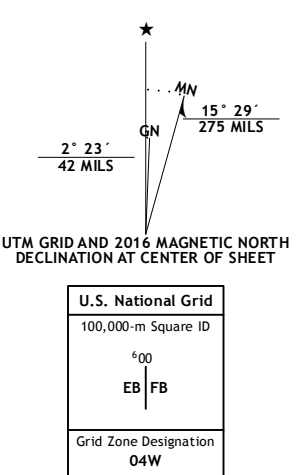 ★
MN
15° 29´
275 MILS
GN
2° 23´
42 MILS
UTM GRID AND 2016 MAGNETIC NORTH
DECLINATION AT CENTER OF SHEET
U.S. National Grid
100,000-m Square ID
⁶00
EB FB
Grid Zone Designation
04W